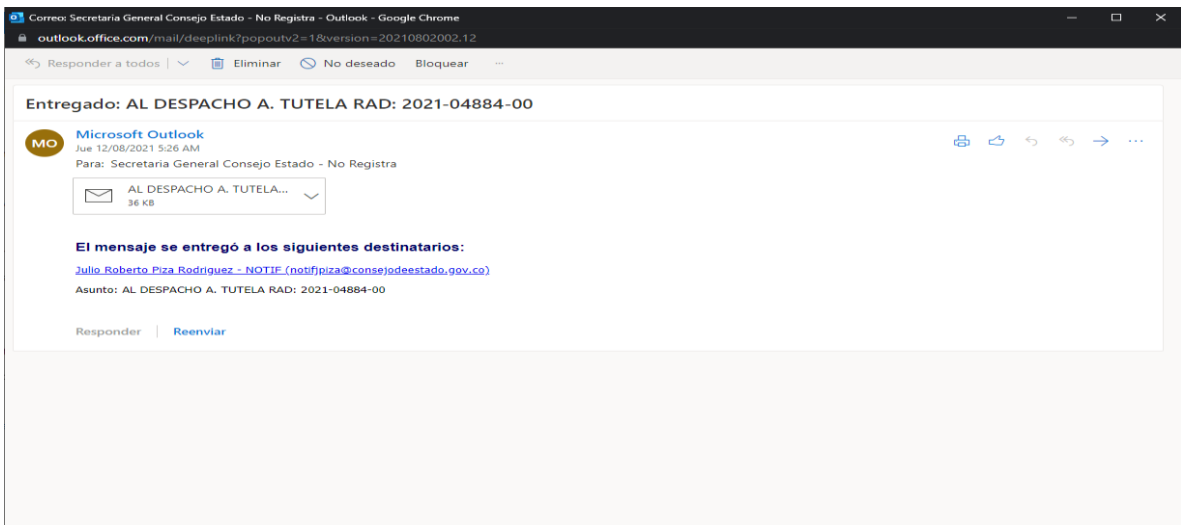 Correo: Secretaria General Consejo Estado - No Registra - Outlook - Google Chrome
outlook.office.com/mail/deeplink?popoutv2=1&version=20210802002.12
Responder a todos | Eliminar No deseado Bloquear ...
Entregado: AL DESPACHO A. TUTELA RAD: 2021-04884-00
MO
Microsoft Outlook
Jue 12/08/2021 5:26 AM
Para: Secretaria General Consejo Estado - No Registra
AL DESPACHO A. TUTELA...
36 KB
El mensaje se entregó a los siguientes destinatarios:
Julio Roberto Piza Rodriguez - NOTIF (notifjpiza@consejodeestado.gov.co)
Asunto: AL DESPACHO A. TUTELA RAD: 2021-04884-00
Responder | Reenviar